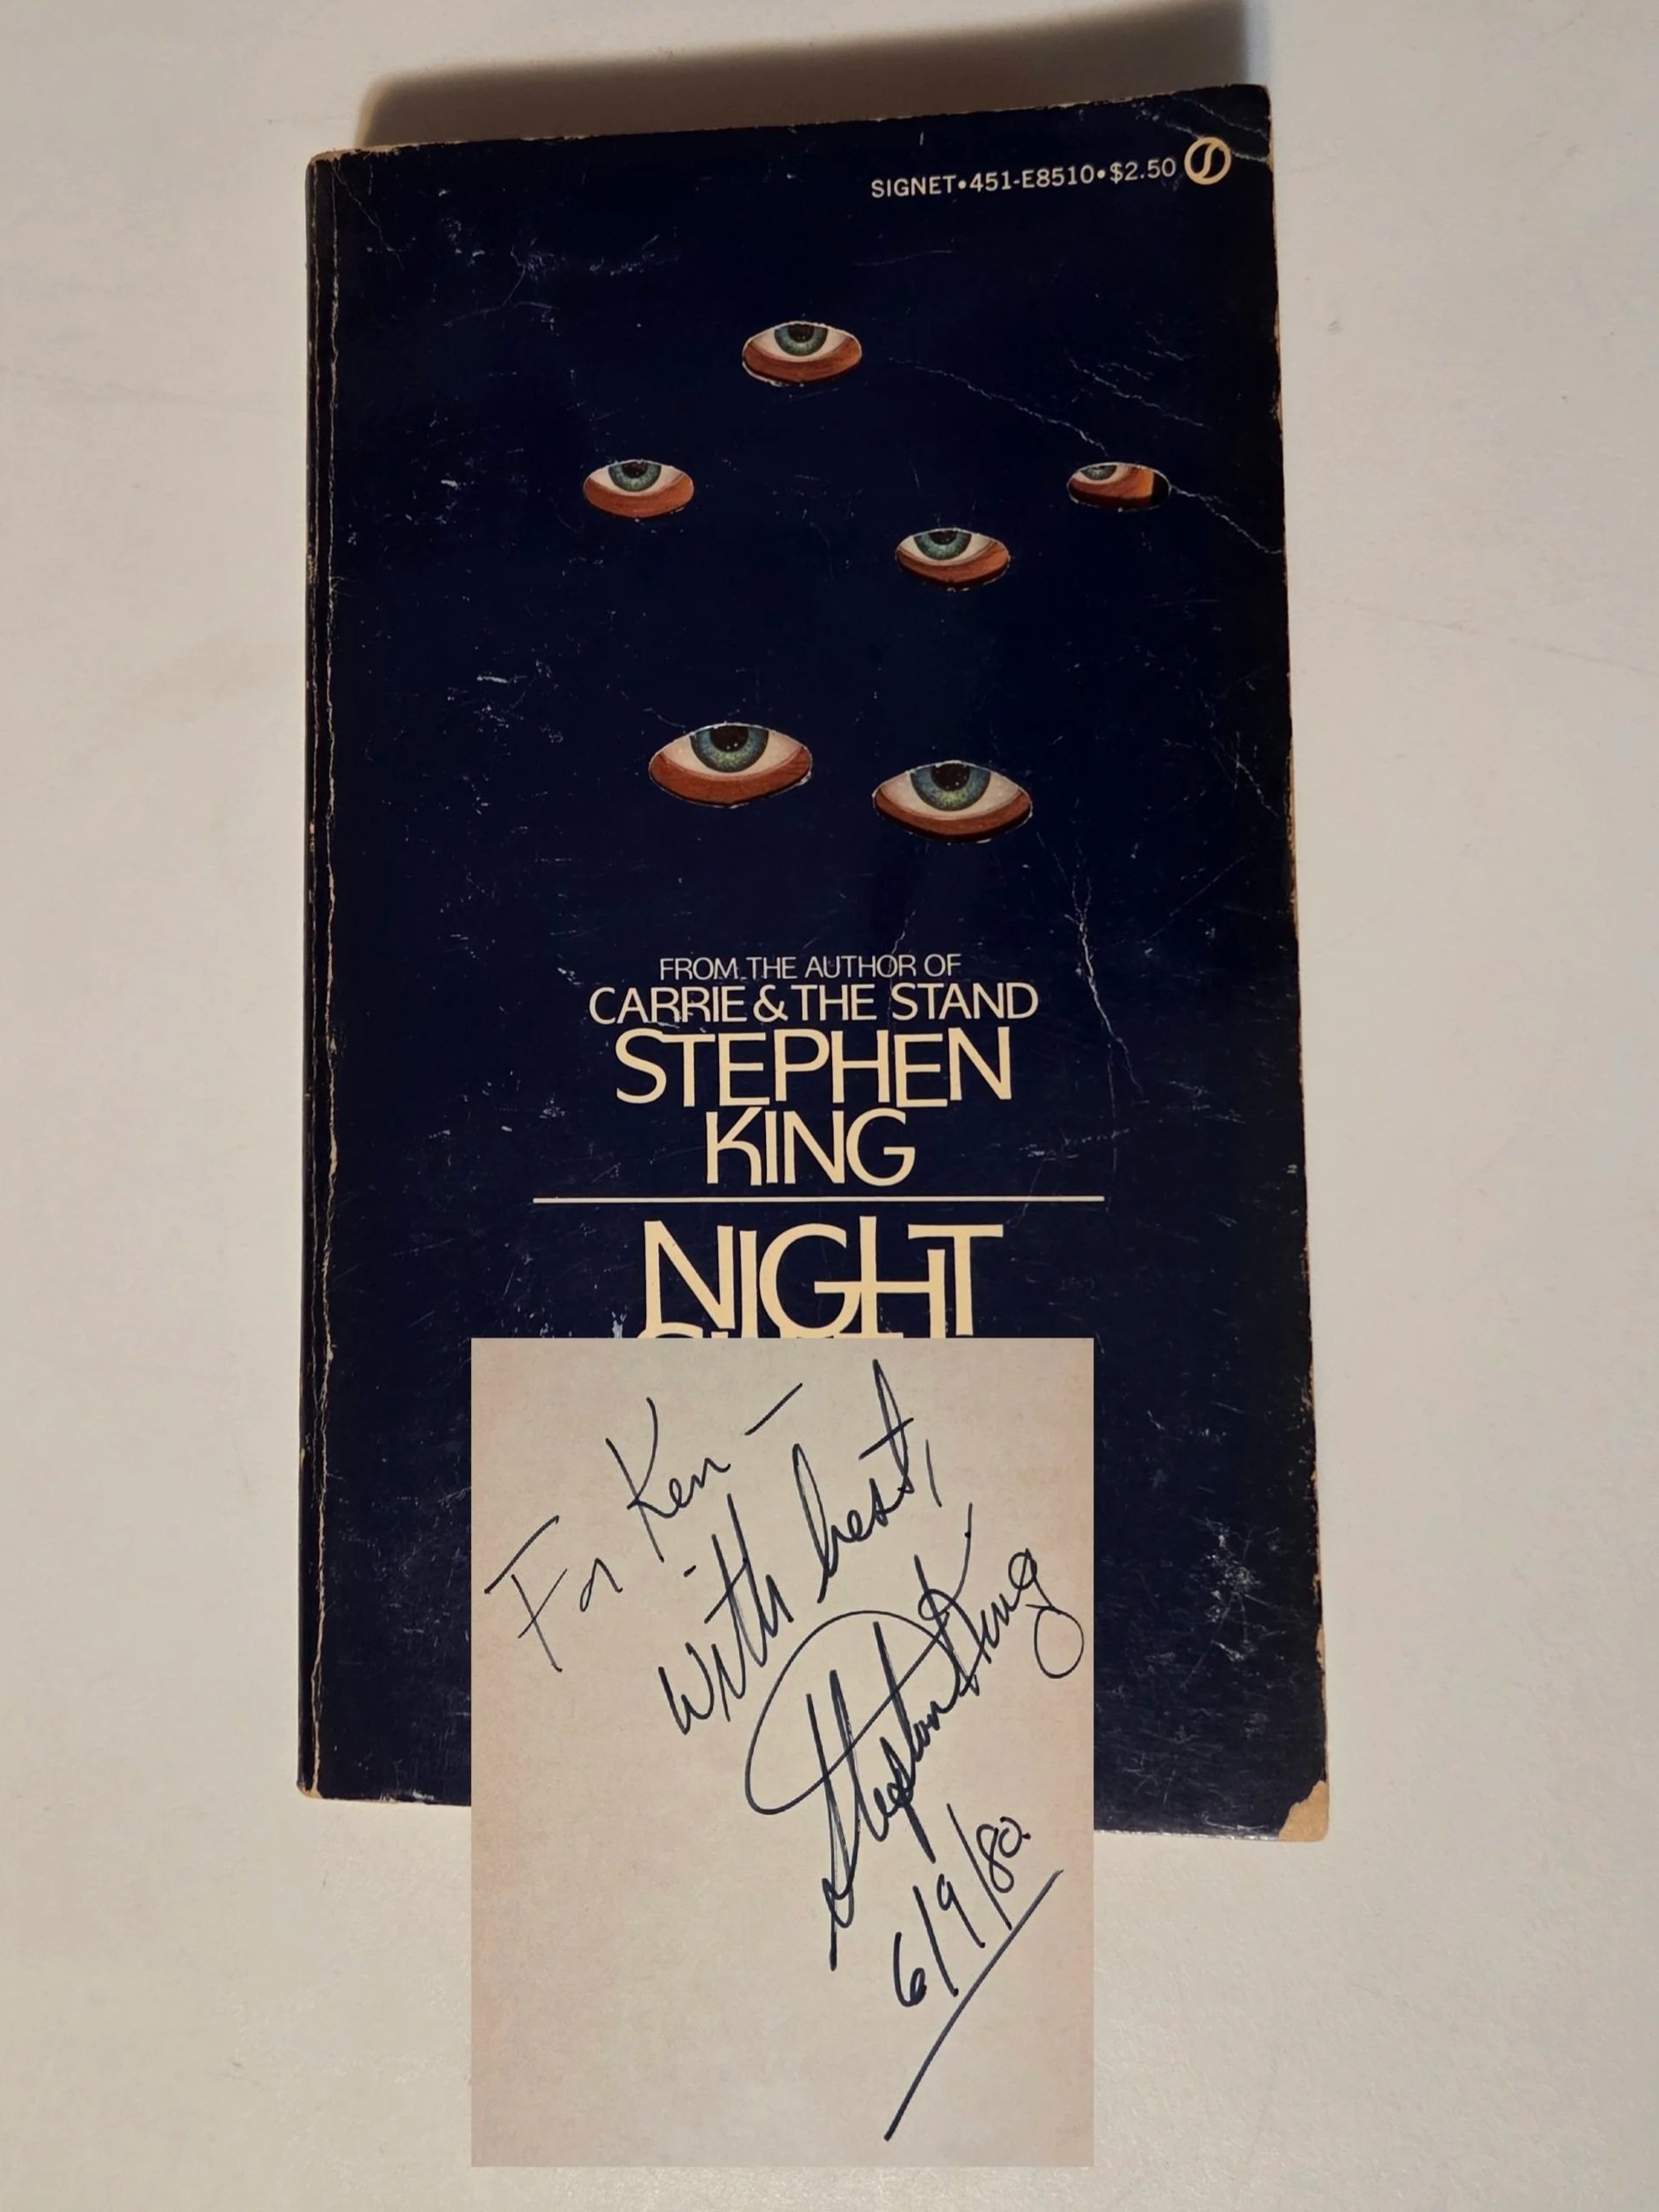 SIGNET•451-E8510•$2.50
FROM THE AUTHOR OF
CARRIE & THE STAND
STEPHEN
KING
NIGHT
For Ken —
with best,
Stephen King
6/9/80